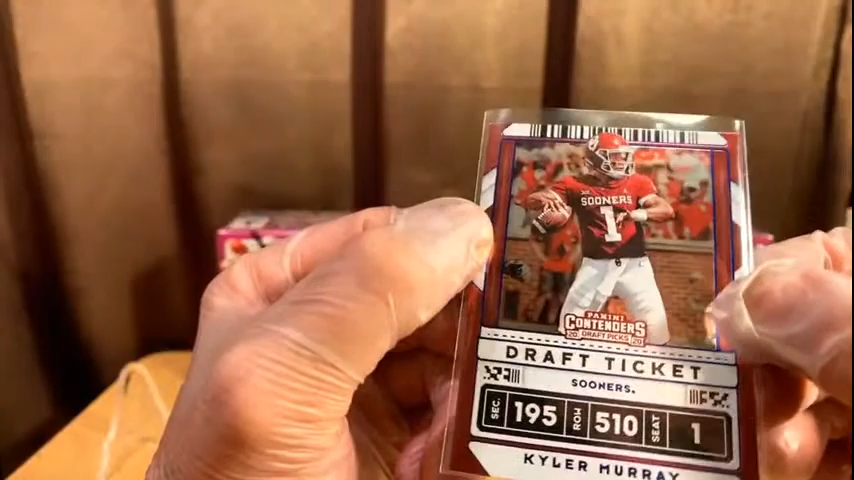 SOONERS
1
PANINI
CONTENDERS
20 DRAFT PICKS 20
DRAFT TICKET
SOONERS.
SEC. 195 ROW 510 SEAT 1
KYLER MURRAY